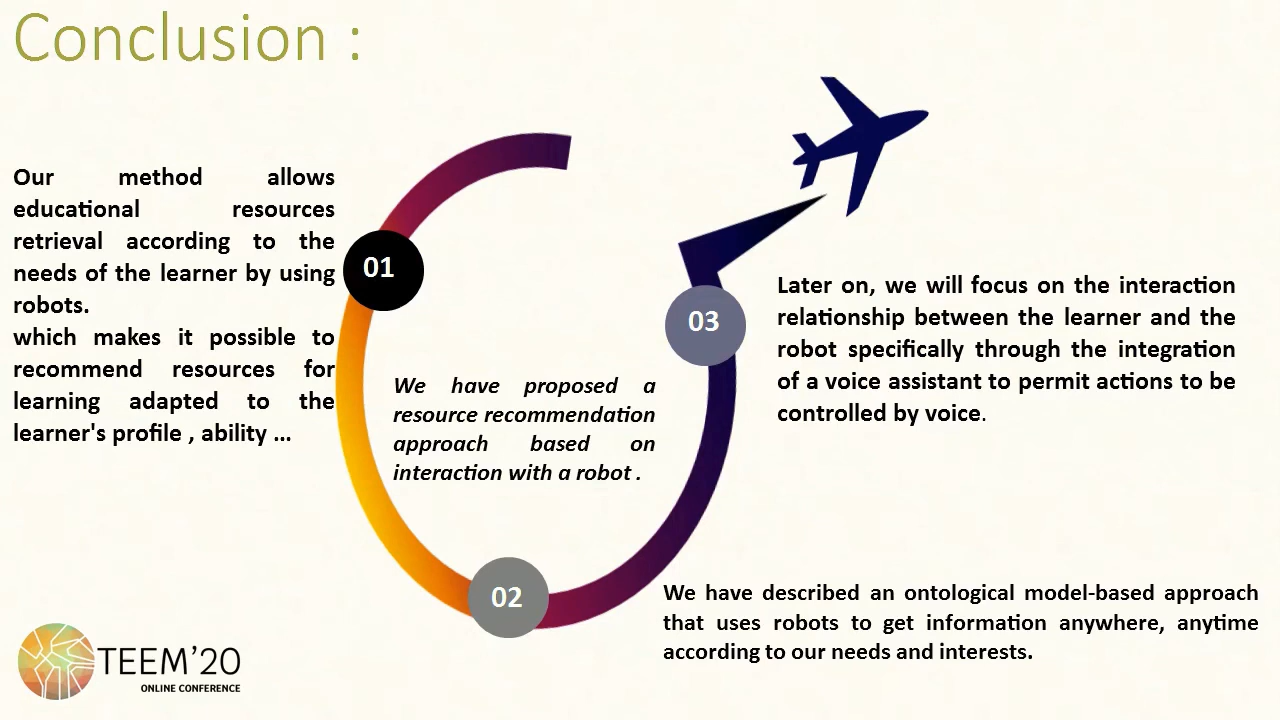 Conclusion :
Our method allows
educational resources
retrieval according to the
needs of the learner by using
robots.
which makes it possible to
recommend resources for
learning adapted to the
learner's profile , ability ...
01
We have proposed a
resource recommendation
approach based on
interaction with a robot .
03
Later on, we will focus on the interaction
relationship between the learner and the
robot specifically through the integration
of a voice assistant to permit actions to be
controlled by voice.
02
We have described an ontological model-based approach
that uses robots to get information anywhere, anytime
according to our needs and interests.
TEEM'20
ONLINE CONFERENCE